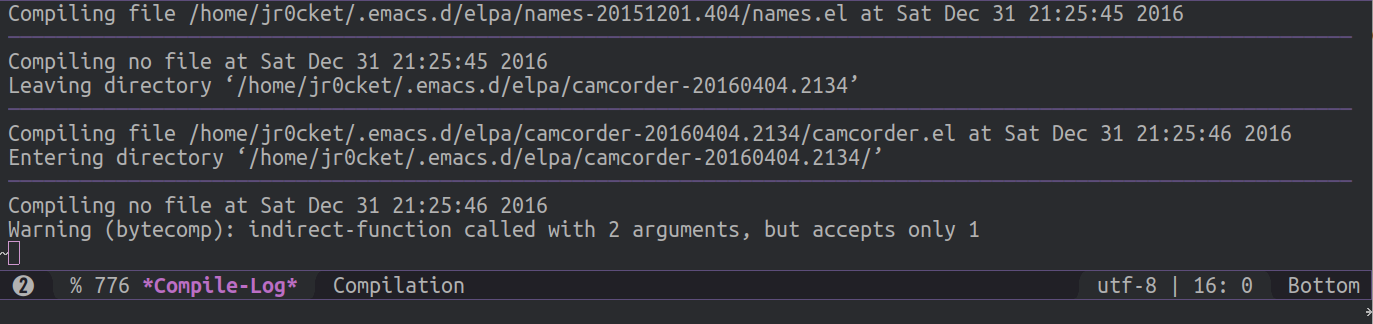 Compiling file /home/jr0cket/.emacs.d/elpa/names-20151201.404/names.el at Sat Dec 31 21:25:45 2016
Compiling no file at Sat Dec 31 21:25:45 2016
Leaving directory ‘/home/jr0cket/.emacs.d/elpa/camcorder-20160404.2134’
Compiling file /home/jr0cket/.emacs.d/elpa/camcorder-20160404.2134/camcorder.el at Sat Dec 31 21:25:46 2016
Entering directory ‘/home/jr0cket/.emacs.d/elpa/camcorder-20160404.2134/’
Compiling no file at Sat Dec 31 21:25:46 2016
Warning (bytecomp): indirect-function called with 2 arguments, but accepts only 1
~
❷ % 776 *Compile-Log* Compilation utf-8 | 16: 0 Bottom